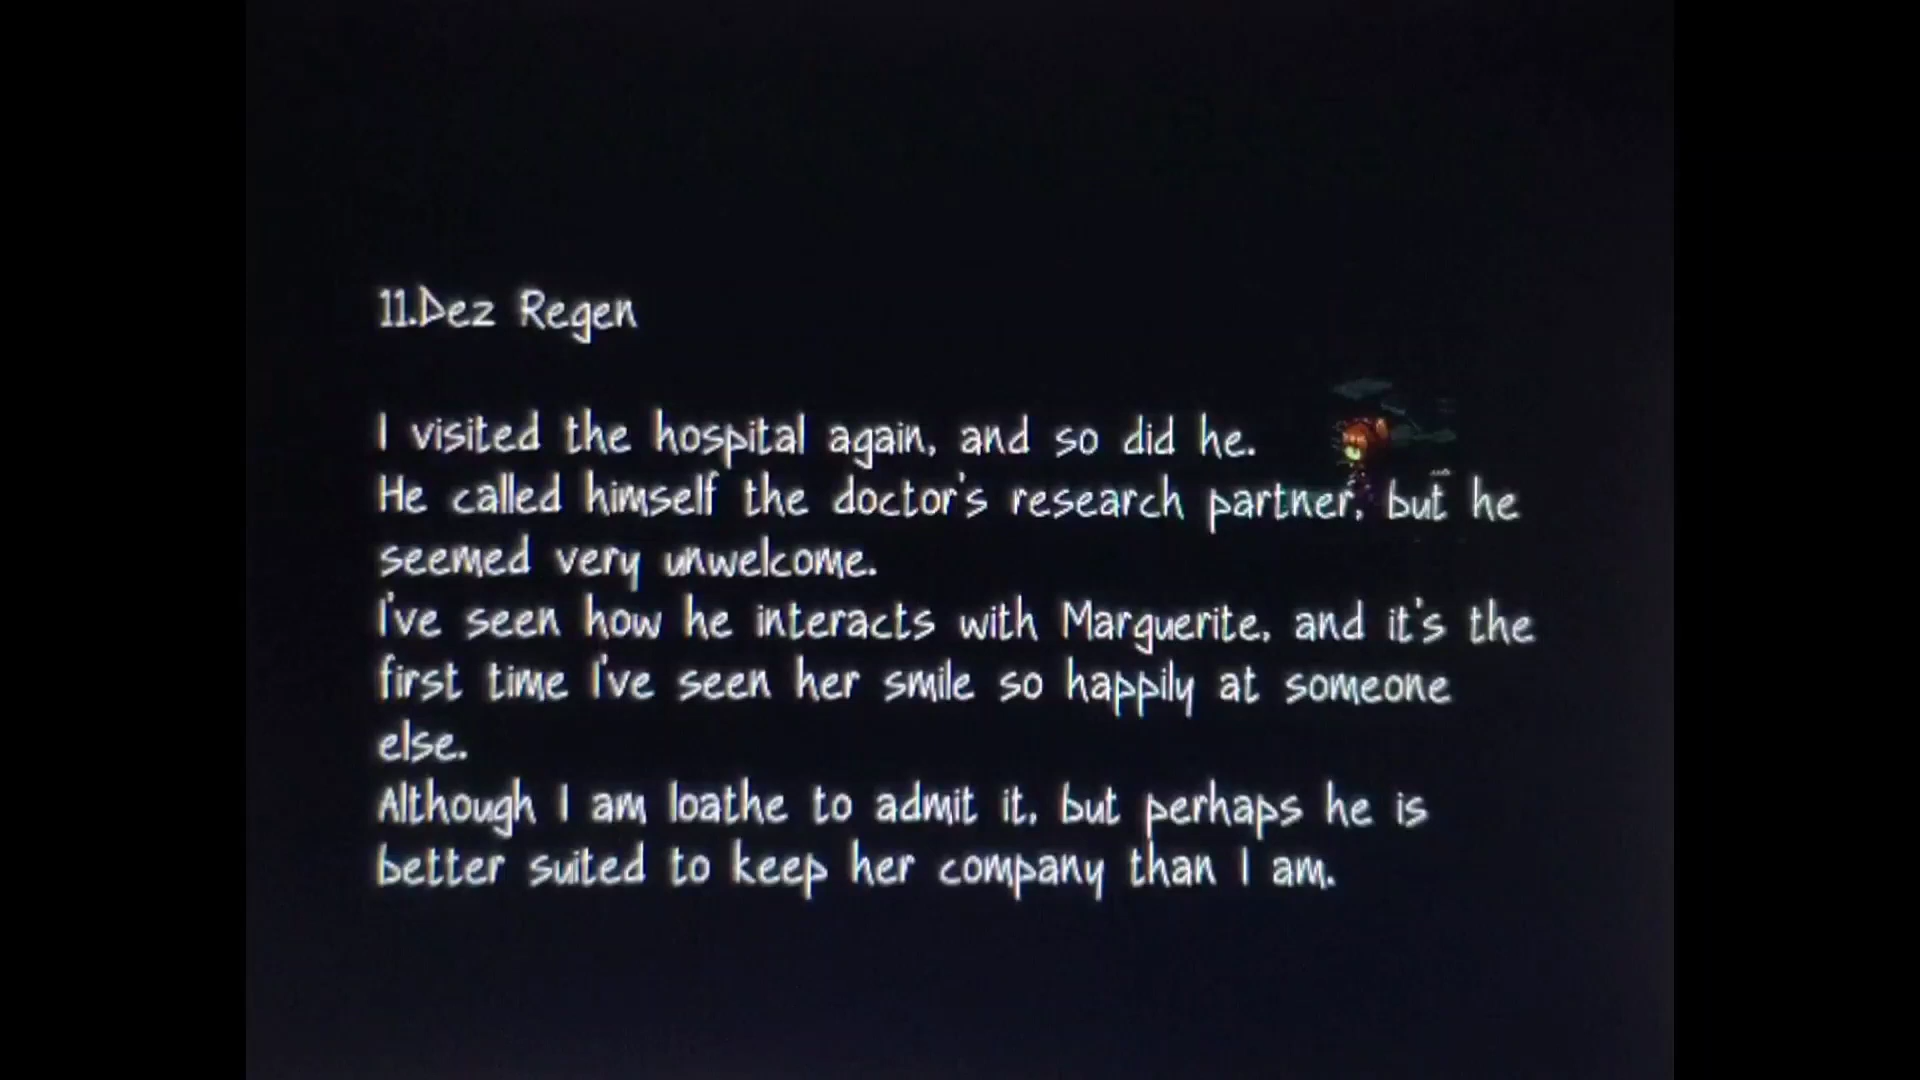 11.Dez Regen
I visited the hospital again, and so did he.
He called himself the doctor's research partner, but he
seemed very unwelcome.
I've seen how he interacts with Marguerite, and it's the
first time I've seen her smile so happily at someone
else.
Although I am loathe to admit it, but perhaps he is
better suited to keep her company than I am.